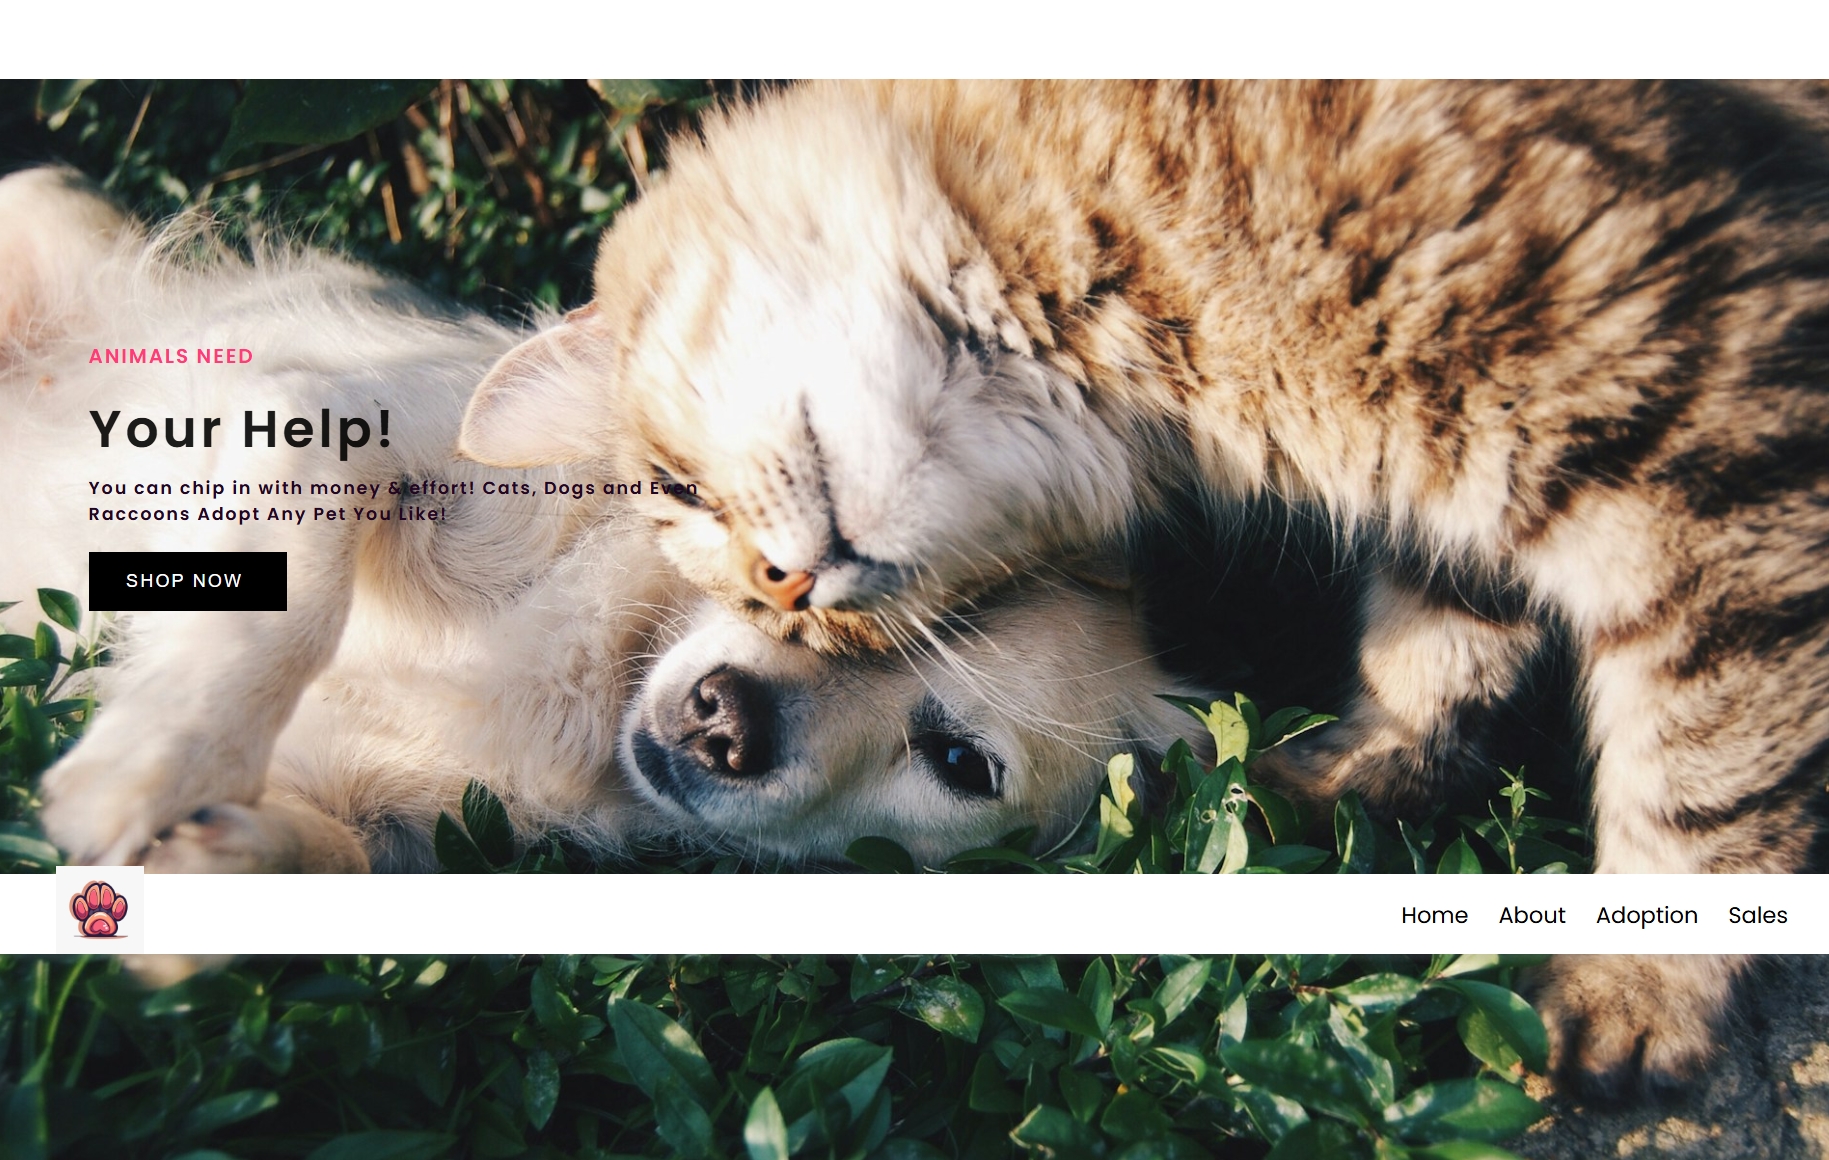 ANIMALS NEED
Your Help!
You can chip in with money & effort! Cats, Dogs and Even
Raccoons Adopt Any Pet You Like!
SHOP NOW
Home About Adoption Sales